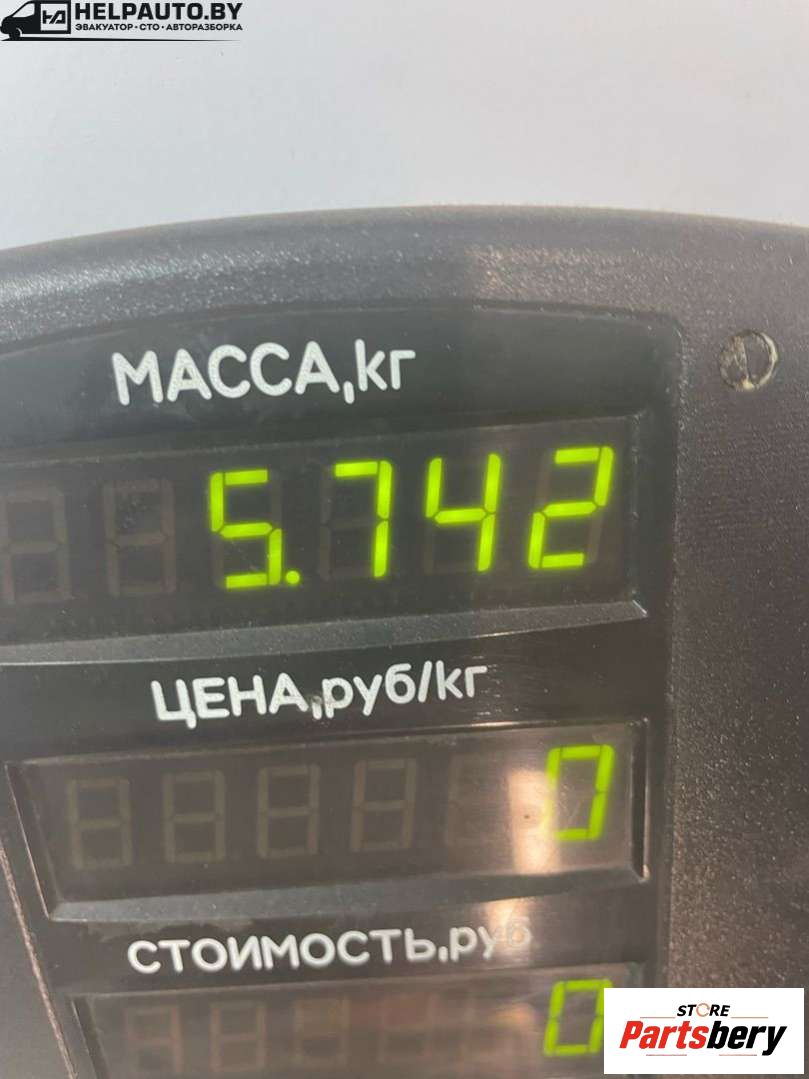 HELPAUTO.BY
ЭВАКУАТОР·СТО·АВТОРАЗБОРКА
МАССА,кг
5.742
ЦЕНА,руб/кг
0
СТОИМОСТЬ,руб
0
STORE
Partsbery